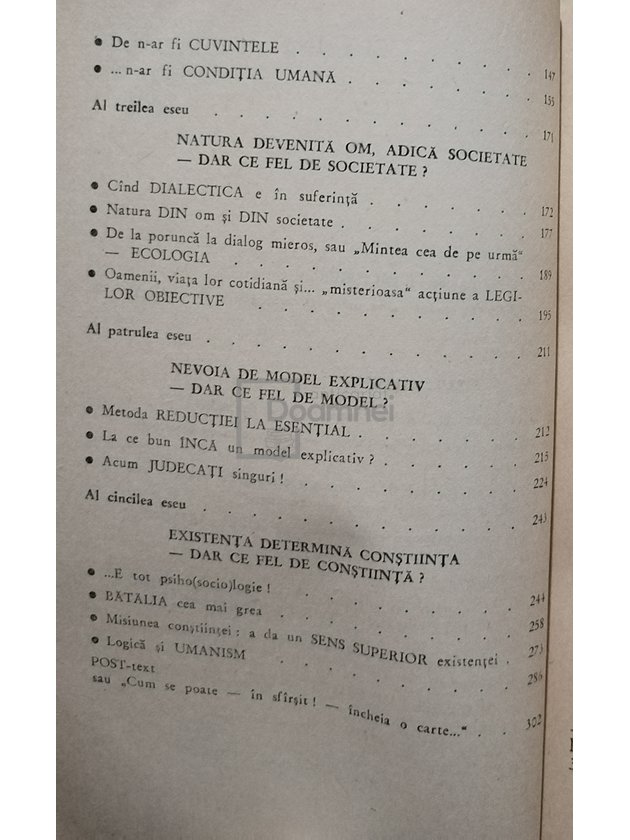 • De n-ar fi CUVINTELE . . . . . . . . . 147
• ...n-ar fi CONDIȚIA UMANĂ . . . . . . . 155
Al treilea eseu . . . . . . . . . . 171
NATURA DEVENITĂ OM, ADICĂ SOCIETATE
— DAR CE FEL DE SOCIETATE ?
• Cînd DIALECTICA e în suferință . . . . . . 172
• Natura DIN om și DIN societate . . . . . . . 177
• De la poruncă la dialog mieros, sau „Mintea cea de pe urmă“
— ECOLOGIA . . . . . . . . . 189
• Oamenii, viața lor cotidiană și... „misterioasa“ acțiune a LEGI-
LOR OBIECTIVE . . . . . . . . . 195
Al patrulea eseu . . . . . . . . . . 211
NEVOIA DE MODEL EXPLICATIV
— DAR CE FEL DE MODEL ?
• Metoda REDUCȚIEI LA ESENȚIAL . . . . . . 212
• La ce bun ÎNCĂ un model explicativ ? . . . . . 215
• Acum JUDECAȚI singuri ! . . . . . . . . 224
Al cincilea eseu . . . . . . . . . . 243
EXISTENȚA DETERMINĂ CONȘTIINȚA
— DAR CE FEL DE CONȘTIINȚĂ ?
• ...E tot psiho(socio)logie ! . . . . . . . 244
• BĂTĂLIA cea mai grea . . . . . . . . 258
• Misiunea conștiinței : a da un SENS SUPERIOR existenței . 273
• Logică și UMANISM . . . . . . . . 286
POST-text
sau „Cum se poate — în sfîrșit ! — încheia o carte...“ . . 302
Doamnei